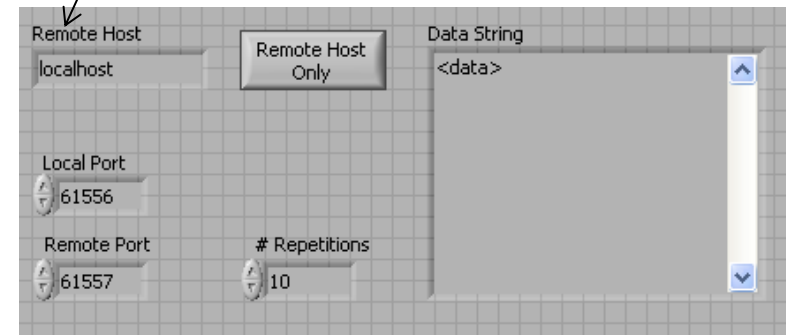 Remote Host
localhost
Remote Host
Only
Data String
<data>
Local Port
61556
Remote Port
61557
# Repetitions
10